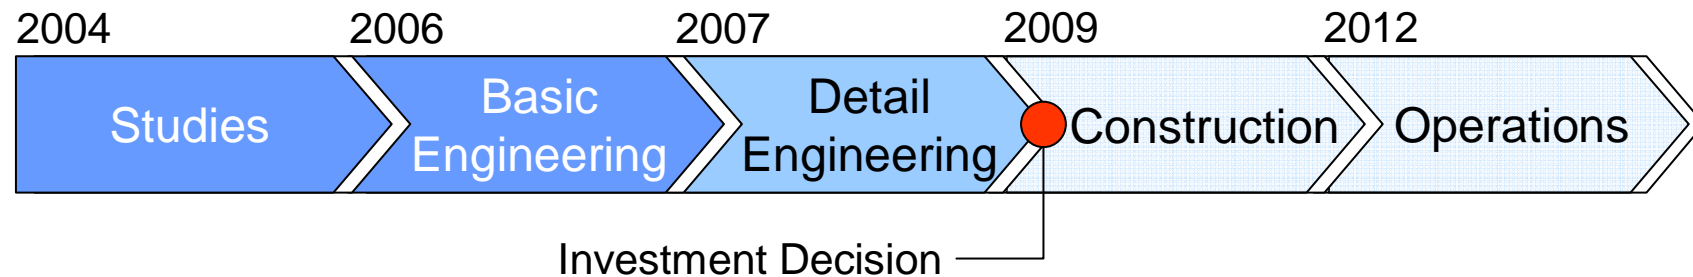 2004 2006 2007 2009 2012
Studies
Basic
Engineering
Detail
Engineering
Construction
Operations
Investment Decision